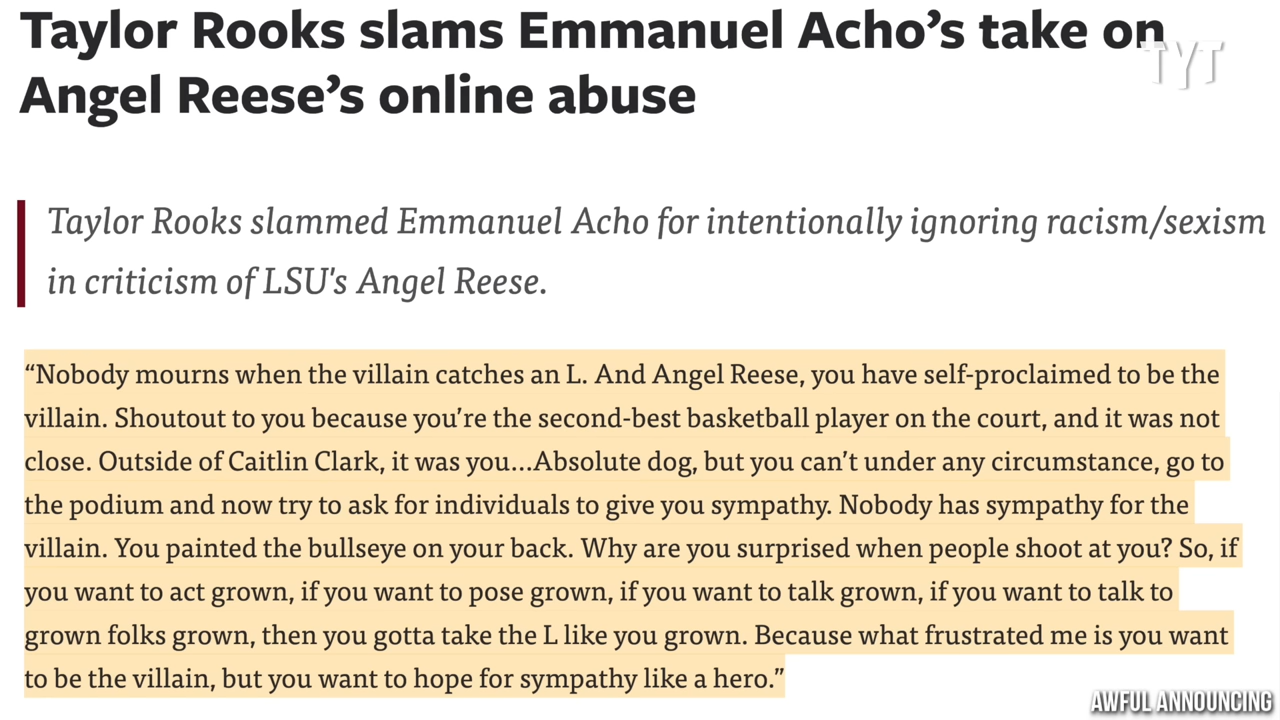 Taylor Rooks slams Emmanuel Acho’s take on
Angel Reese’s online abuse
TYT
Taylor Rooks slammed Emmanuel Acho for intentionally ignoring racism/sexism
in criticism of LSU's Angel Reese.
“Nobody mourns when the villain catches an L. And Angel Reese, you have self-proclaimed to be the
villain. Shoutout to you because you’re the second-best basketball player on the court, and it was not
close. Outside of Caitlin Clark, it was you…Absolute dog, but you can’t under any circumstance, go to
the podium and now try to ask for individuals to give you sympathy. Nobody has sympathy for the
villain. You painted the bullseye on your back. Why are you surprised when people shoot at you? So, if
you want to act grown, if you want to pose grown, if you want to talk grown, if you want to talk to
grown folks grown, then you gotta take the L like you grown. Because what frustrated me is you want
to be the villain, but you want to hope for sympathy like a hero.”
AWFUL ANNOUNCING